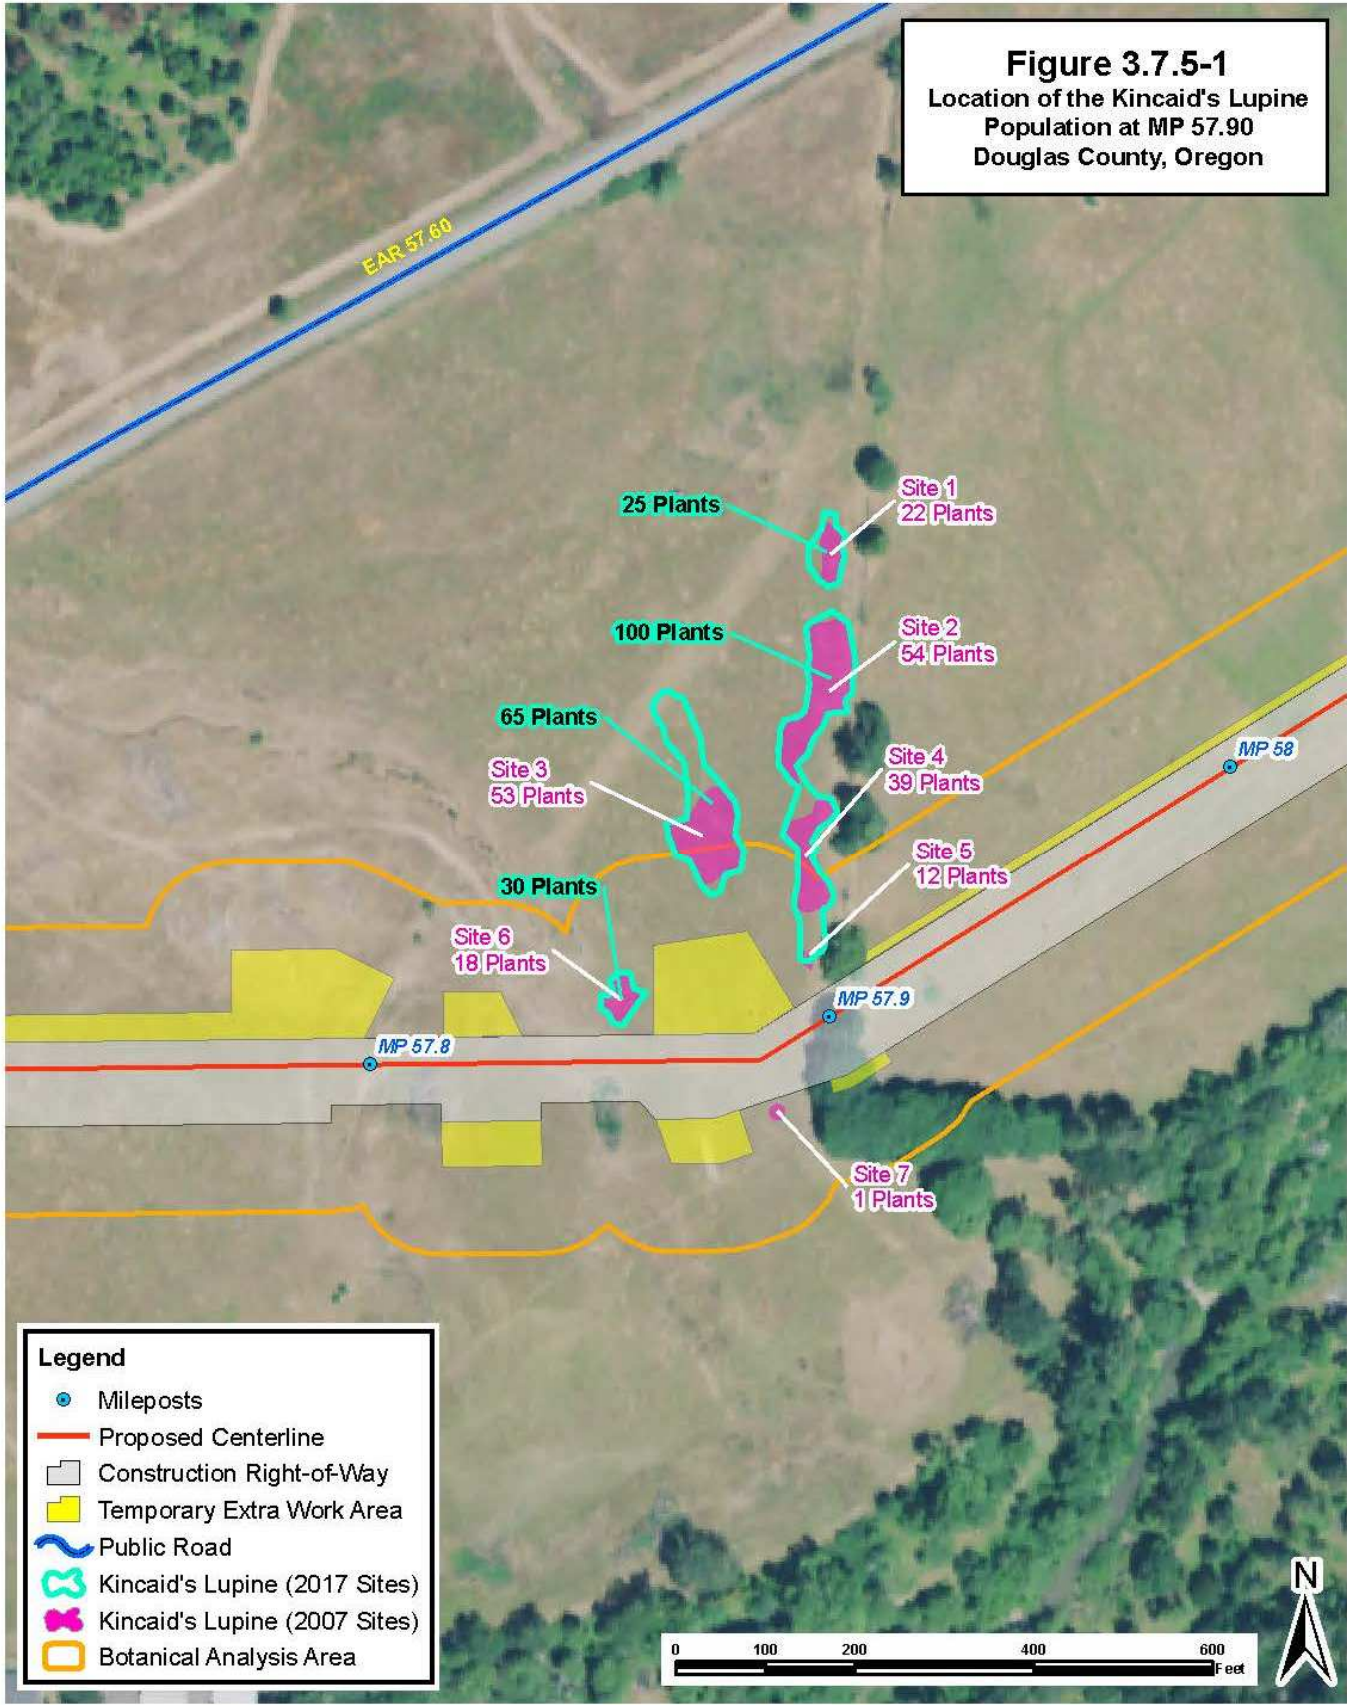 Figure 3.7.5-1
Location of the Kincaid's Lupine
Population at MP 57.90
Douglas County, Oregon
EAR 57.60
25 Plants
Site 1
22 Plants
100 Plants
Site 2
54 Plants
65 Plants
Site 3
53 Plants
Site 4
39 Plants
MP 58
Site 5
12 Plants
30 Plants
Site 6
18 Plants
MP 57.9
MP 57.8
Site 7
1 Plants
Legend
Mileposts
Proposed Centerline
Construction Right-of-Way
Temporary Extra Work Area
Public Road
Kincaid's Lupine (2017 Sites)
Kincaid's Lupine (2007 Sites)
Botanical Analysis Area
0 100 200 400 600
Feet
N